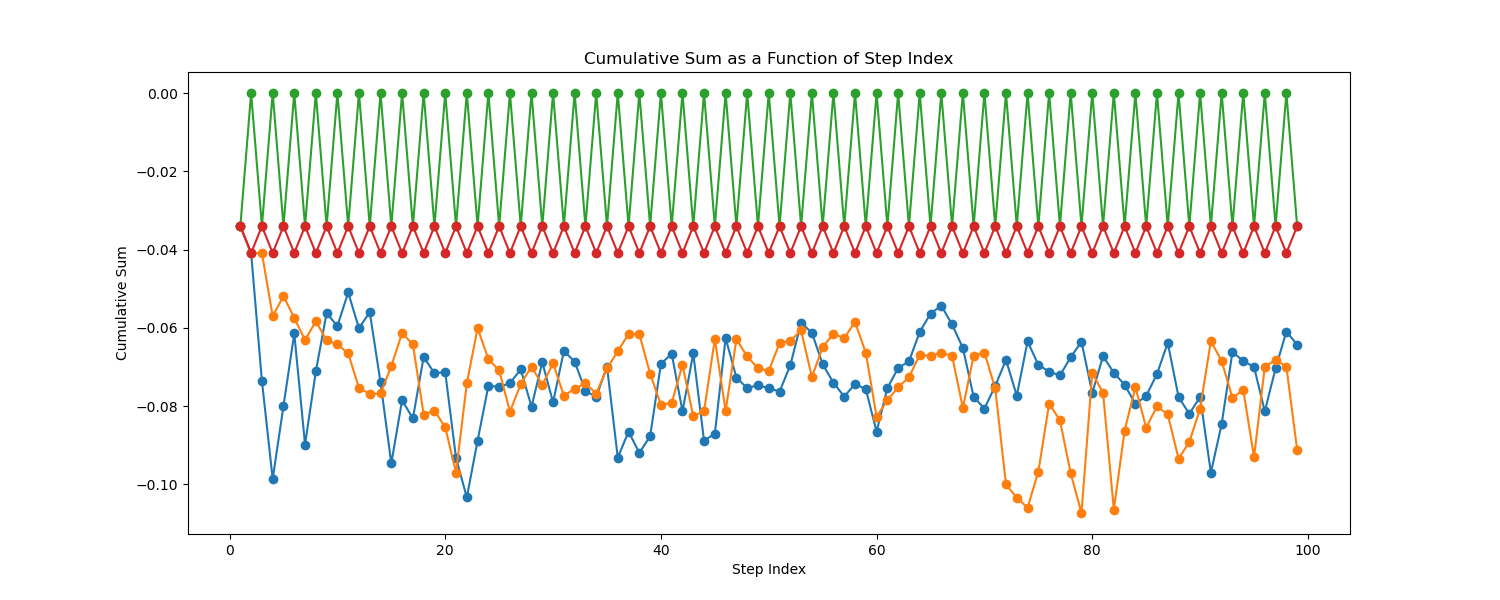 Cumulative Sum as a Function of Step Index
0.00
−0.02
−0.04
−0.06
−0.08
−0.10
Cumulative Sum
0 20 40 60 80 100
Step Index